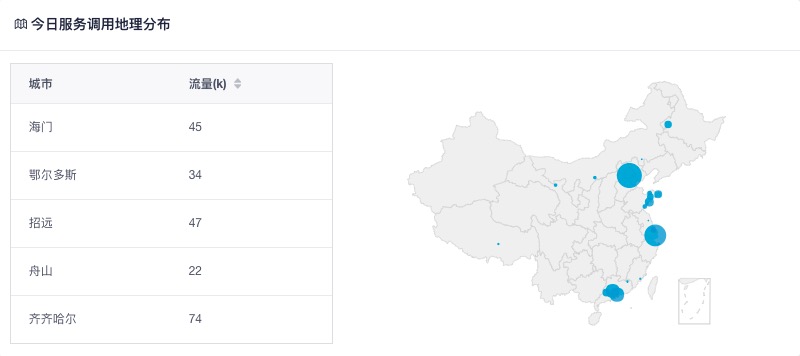 今日服务调用地理分布
城市 流量(k)
海门 45
鄂尔多斯 34
招远 47
舟山 22
齐齐哈尔 74